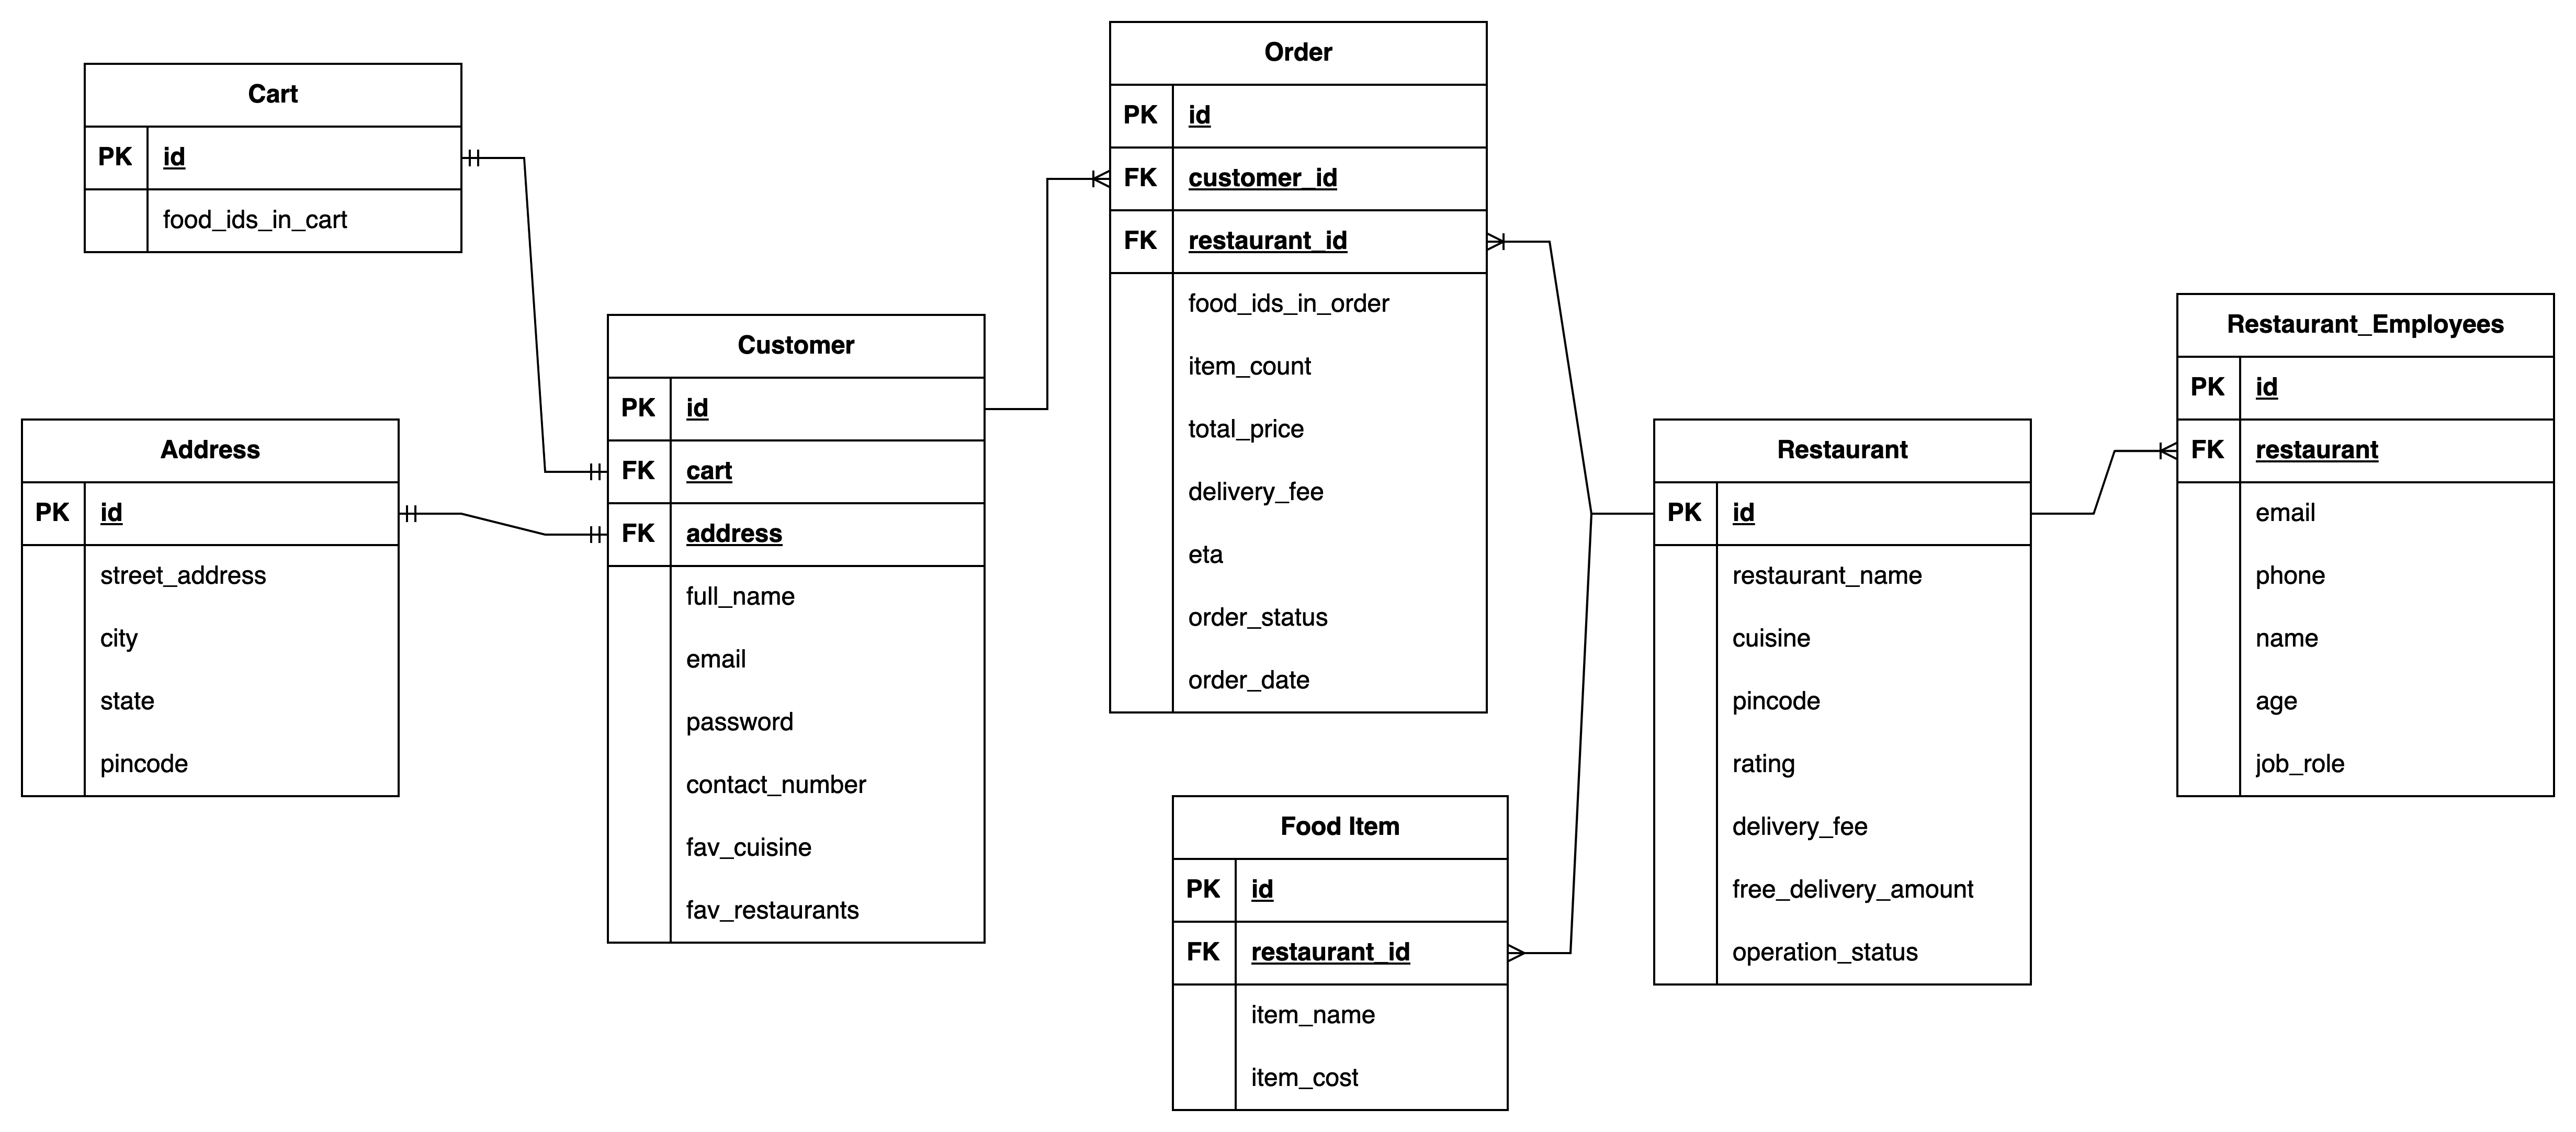 Cart
PK id
food_ids_in_cart
Address
PK id
street_address
city
state
pincode
Customer
PK id
FK cart
FK address
full_name
email
password
contact_number
fav_cuisine
fav_restaurants
Order
PK id
FK customer_id
FK restaurant_id
food_ids_in_order
item_count
total_price
delivery_fee
eta
order_status
order_date
Food Item
PK id
FK restaurant_id
item_name
item_cost
Restaurant
PK id
restaurant_name
cuisine
pincode
rating
delivery_fee
free_delivery_amount
operation_status
Restaurant_Employees
PK id
FK restaurant
email
phone
name
age
job_role